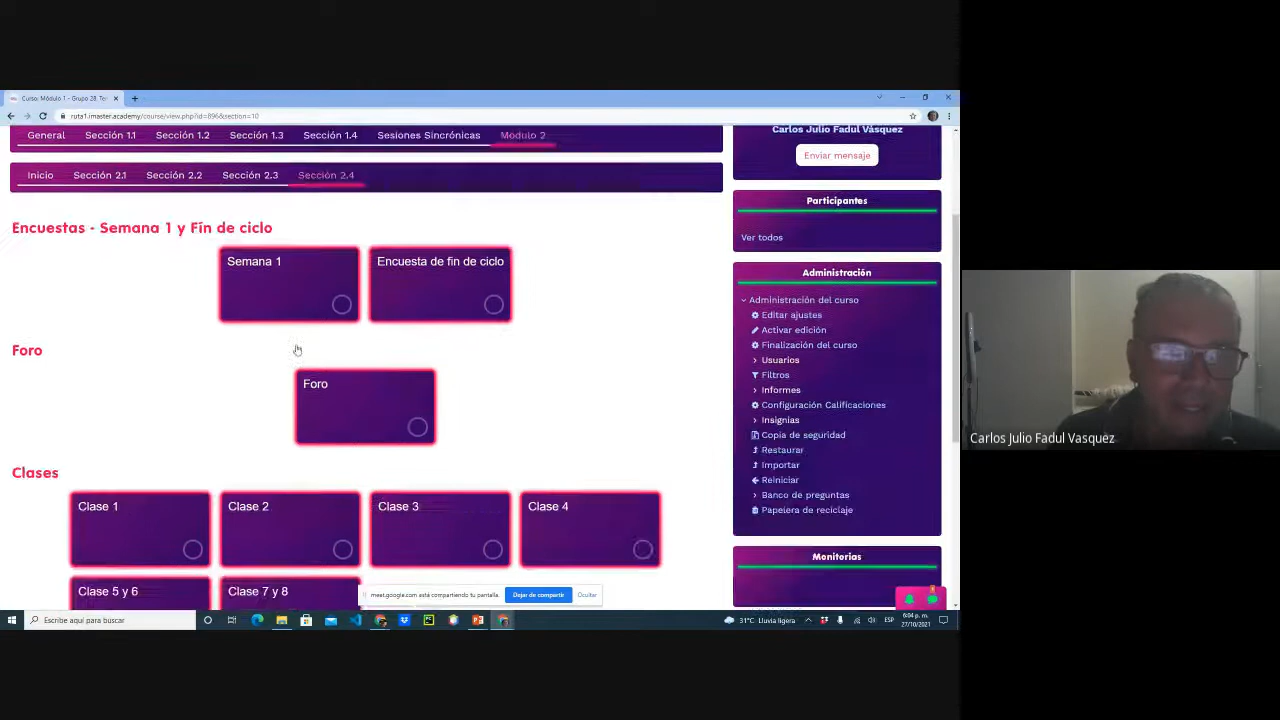 Curso: Módulo 1 - Grupo 28: Ter
ruta1.imaster.academy/course/view.php?id=896&section=10
General Sección 1.1 Sección 1.2 Sección 1.3 Sección 1.4 Sesiones Sincrónicas Módulo 2
Inicio Sección 2.1 Sección 2.2 Sección 2.3 Sección 2.4
Encuestas - Semana 1 y Fín de ciclo
Semana 1 Encuesta de fin de ciclo
Foro
Foro
Clases
Clase 1 Clase 2 Clase 3 Clase 4
Clase 5 y 6 Clase 7 y 8
Carlos Julio Fadul Vásquez
Enviar mensaje
Participantes
Ver todos
Administración
Administración del curso
Editar ajustes
Activar edición
Finalización del curso
Usuarios
Filtros
Informes
Configuración Calificaciones
Insignias
Copia de seguridad
Restaurar
Importar
Reiniciar
Banco de preguntas
Papelera de reciclaje
Monitorias
meet.google.com está compartiendo tu pantalla. Dejar de compartir Ocultar
Escribe aquí para buscar
31°C Lluvia ligera
ESP
6:04 p. m.
27/10/2021
Carlos Julio Fadul Vasquez